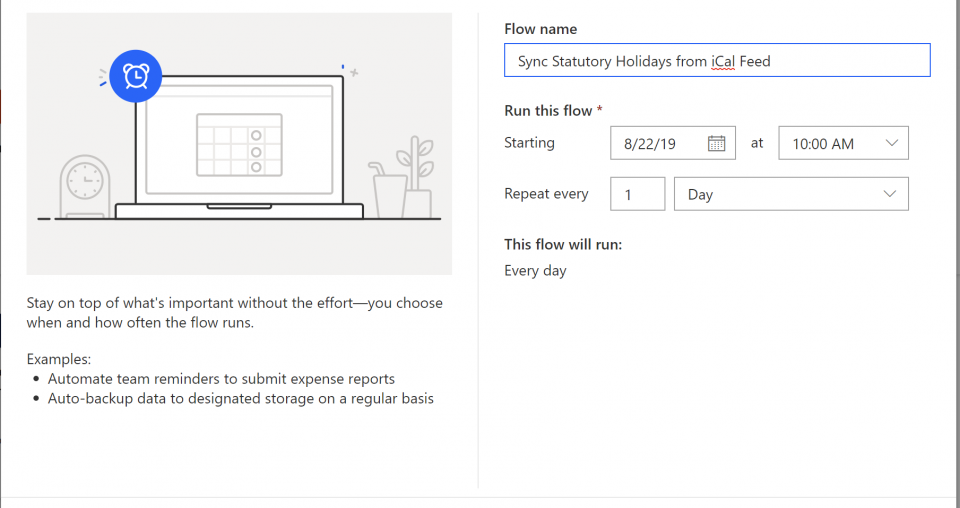 Flow name
Sync Statutory Holidays from iCal Feed
Run this flow *
Starting 8/22/19 at 10:00 AM
Repeat every 1 Day
This flow will run:
Every day
Stay on top of what's important without the effort—you choose
when and how often the flow runs.
Examples:
• Automate team reminders to submit expense reports
• Auto-backup data to designated storage on a regular basis